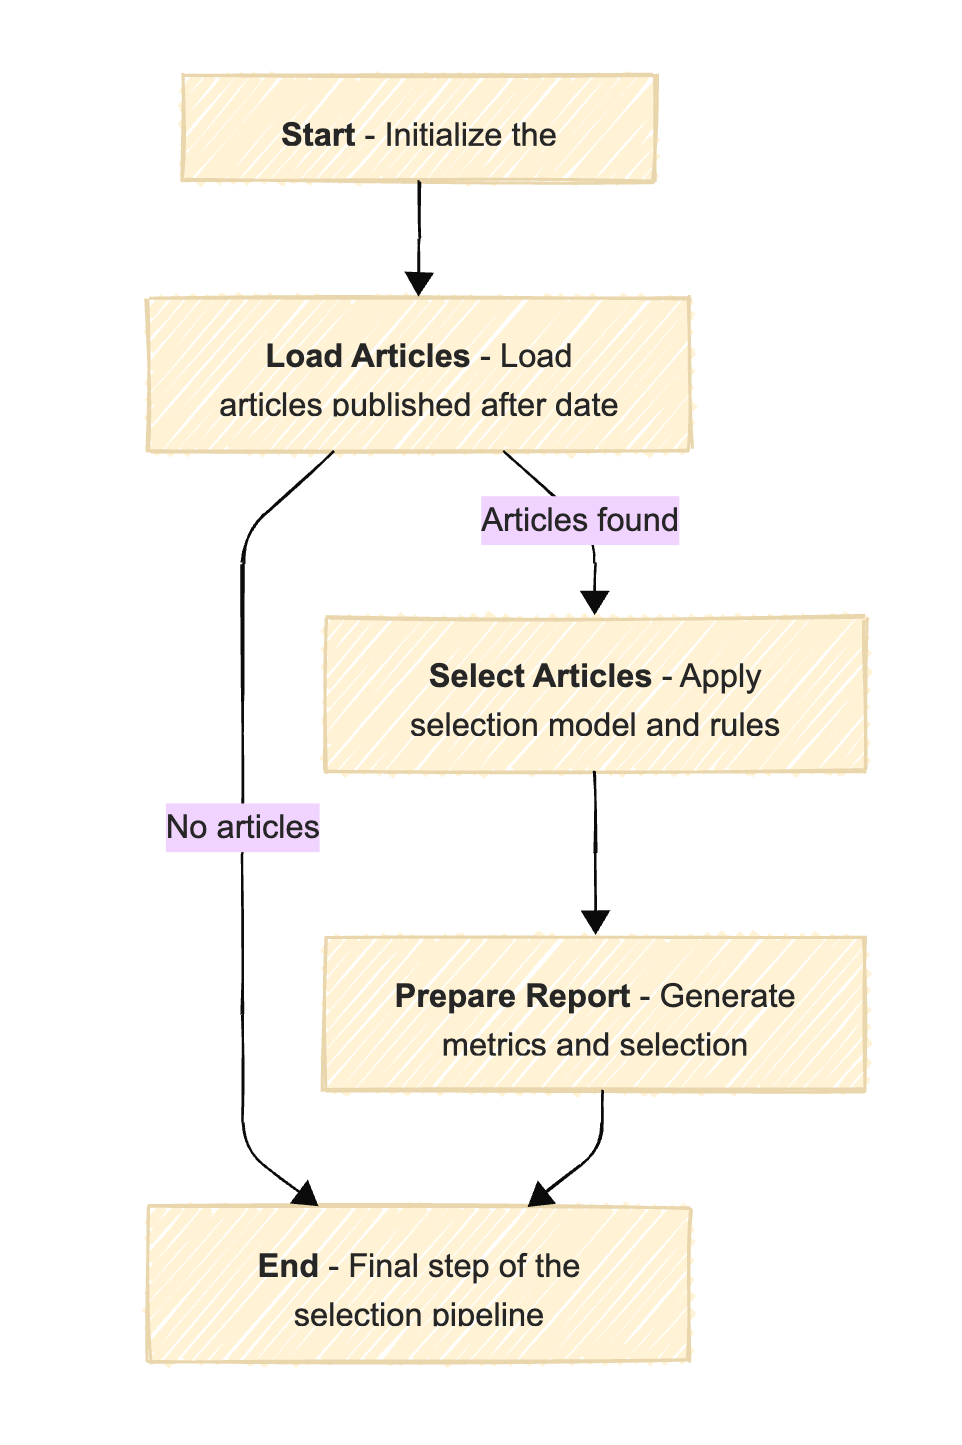 Start - Initialize the
Load Articles - Load
articles published after date
Articles found
Select Articles - Apply
selection model and rules
No articles
Prepare Report - Generate
metrics and selection
End - Final step of the
selection pipeline